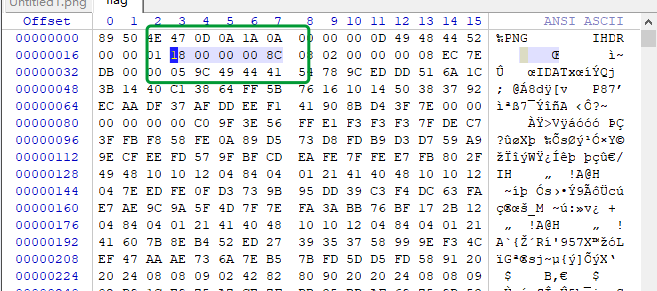 Untitled1.png flag
Offset 0 1 2 3 4 5 6 7 8 9 10 11 12 13 14 15 ANSI ASCII
00000000 89 50 4E 47 0D 0A 1A 0A 00 00 00 0D 49 48 44 52 ‰PNG IHDR
00000016 00 00 01 18 00 00 00 8C 08 02 00 00 00 08 EC 7E Œ ì~
00000032 DB 00 00 05 9C 49 44 41 54 78 9C ED DD 51 6A 1C Û œIDATxœíÝQj
00000048 3B 14 40 C1 38 64 FF 5B 76 16 10 14 50 38 37 92 ; @Á8dÿ[v P87’
00000064 EC AA DF 37 AF DD EE F1 41 90 8B D4 3F 7E 00 00 ìªß7¯ÝîñA ‹Ô?~
00000080 00 00 00 00 C0 09 9F 3E 56 FF E1 F3 F3 F3 7F DE C7 À Ÿ>Vÿáóóó ÞÇ
00000096 3F FB F8 58 FE 0A 89 D5 73 D8 FD B9 D3 D7 59 A9 ?ûøXþ ‰ÕsØý¹Ó×Y©
00000112 9E CF EE FD 57 9F BF CD EA FE 7F FE E7 FB 80 2F žÏîýWŸ¿Íêþ þçû€/
00000128 49 48 10 10 12 04 84 04 01 21 41 40 48 10 10 12 IH „ !A@H
00000144 04 7E ED FE 0F D3 73 9B 95 DD 39 C3 F4 DC 63 FA ~íþ Ós›•Ý9ÃôÜcú
00000160 E7 AE 9C 9A 5F 4D 7F 7E FA 3A BB 76 BF 17 2B 12 ç®œš_M ~ú:»v¿ +
00000176 04 84 04 01 21 41 40 48 10 10 12 04 84 04 01 21 „ !A@H „ !
00000192 41 60 7B 8E B4 52 ED 27 39 35 37 58 99 9E F3 4C A`{Ž´Rí'957X™žóL
00000208 EF 47 AA AE 73 6A 7E B5 7B FD 5D D5 FD 58 91 20 ïGª®sj~µ{ý]ÕýX‘
00000224 24 20 08 08 09 02 42 82 80 90 20 20 24 08 08 09 $ B‚€ $